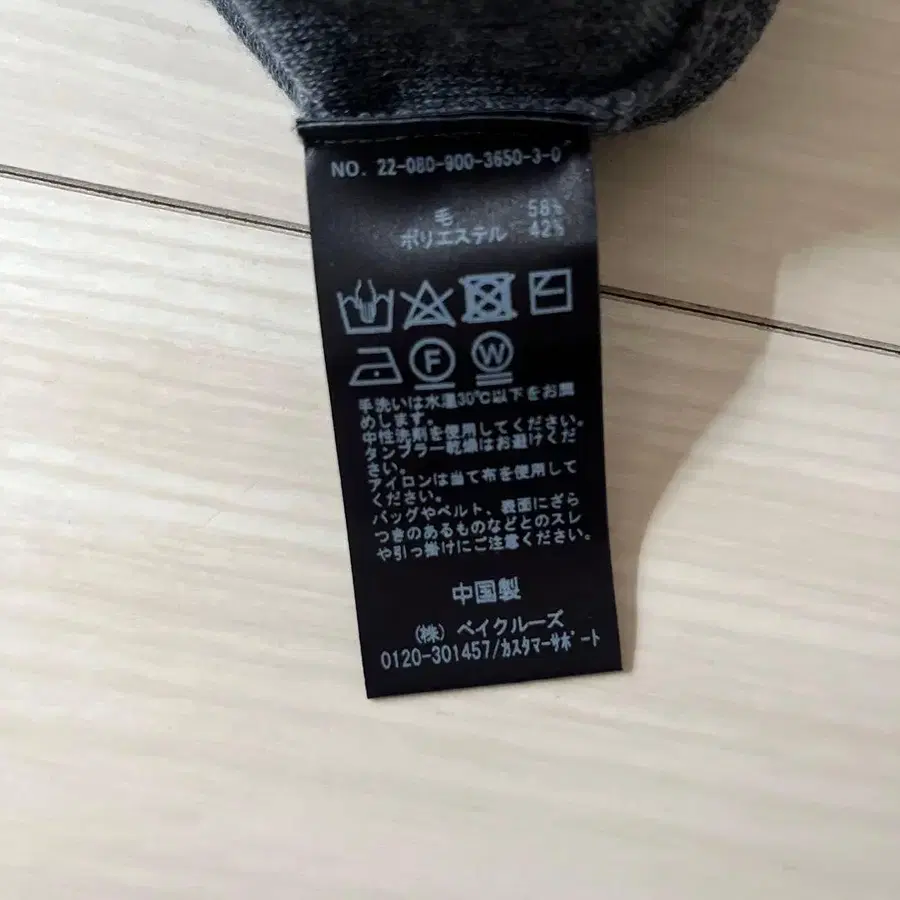 NO. 22-080-900-3650-3-0
毛 58%
ポリエステル 42%
F W
手洗いは水温30℃以下をお薦
めします。
中性洗剤を使用してください。
タンブラー乾燥はお避けくだ
さい。
アイロンは当て布を使用して
ください。
バッグやベルト、表面にざら
つきのあるものなどとのスレ
や引っ掛けにご注意ください。
中国製
(株) ベイクルーズ
0120-301457/カスタマーサポート